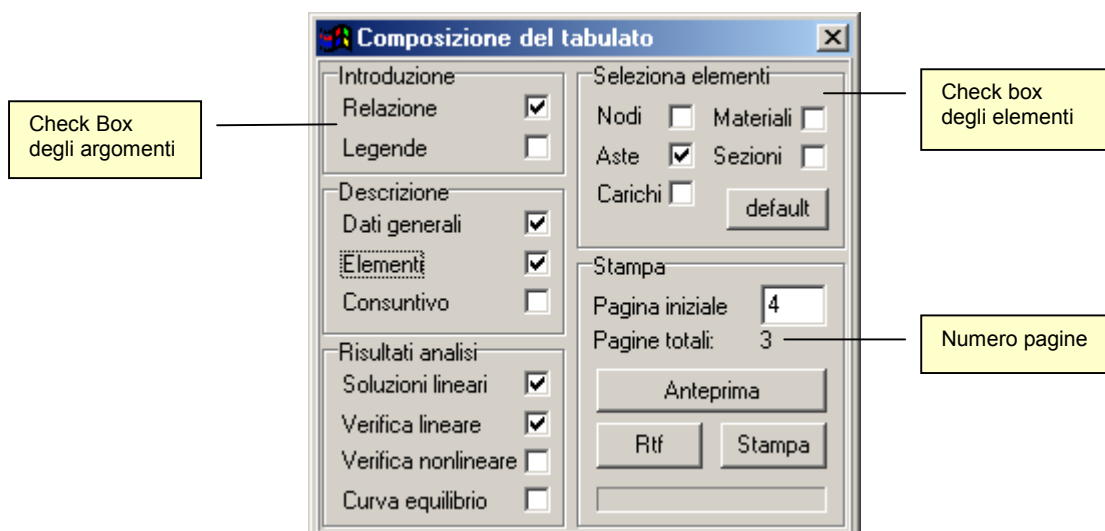 Composizione del tabulato
Check Box
degli argomenti
Introduzione
Relazione
Legende
Descrizione
Dati generali
Elementi
Consuntivo
Risultati analisi
Soluzioni lineari
Verifica lineare
Verifica nonlineare
Curva equilibrio
Seleziona elementi
Nodi Materiali
Aste Sezioni
Carichi default
Stampa
Pagina iniziale 4
Pagine totali: 3
Anteprima
Rtf Stampa
Check box
degli elementi
Numero pagine